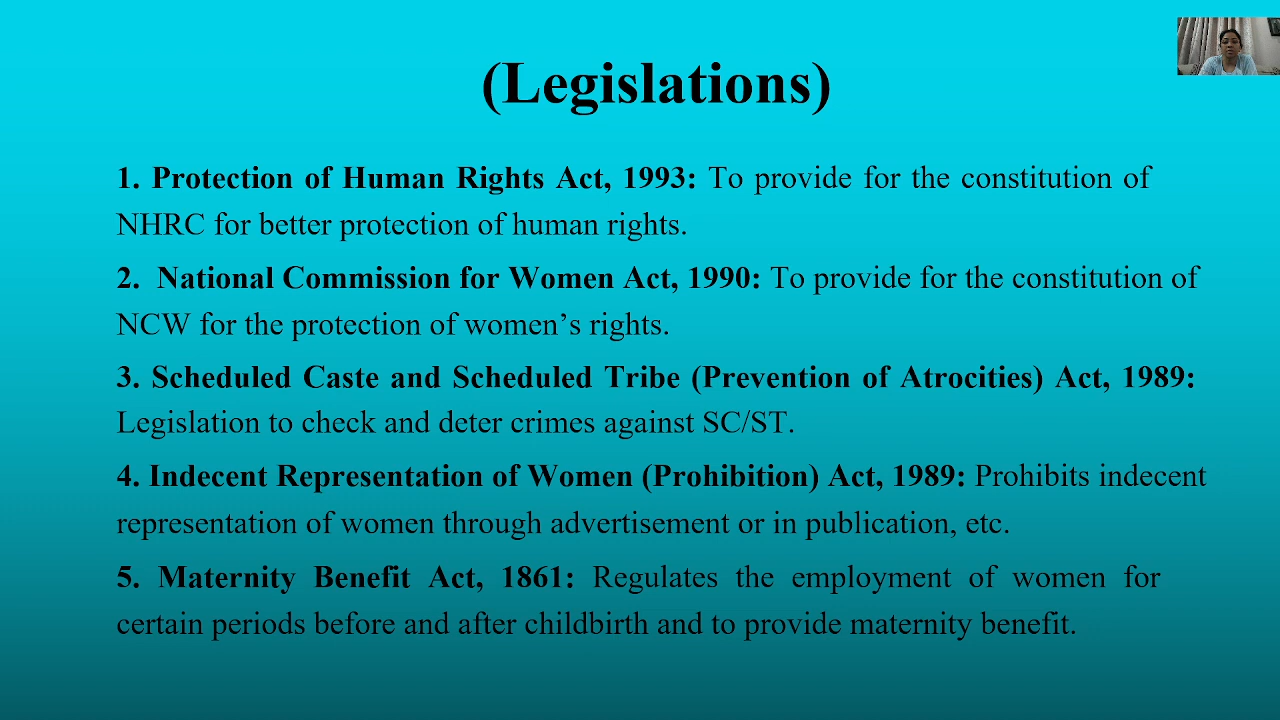 (Legislations)
1. Protection of Human Rights Act, 1993: To provide for the constitution of
NHRC for better protection of human rights.
2. National Commission for Women Act, 1990: To provide for the constitution of
NCW for the protection of women’s rights.
3. Scheduled Caste and Scheduled Tribe (Prevention of Atrocities) Act, 1989:
Legislation to check and deter crimes against SC/ST.
4. Indecent Representation of Women (Prohibition) Act, 1989: Prohibits indecent
representation of women through advertisement or in publication, etc.
5. Maternity Benefit Act, 1861: Regulates the employment of women for
certain periods before and after childbirth and to provide maternity benefit.